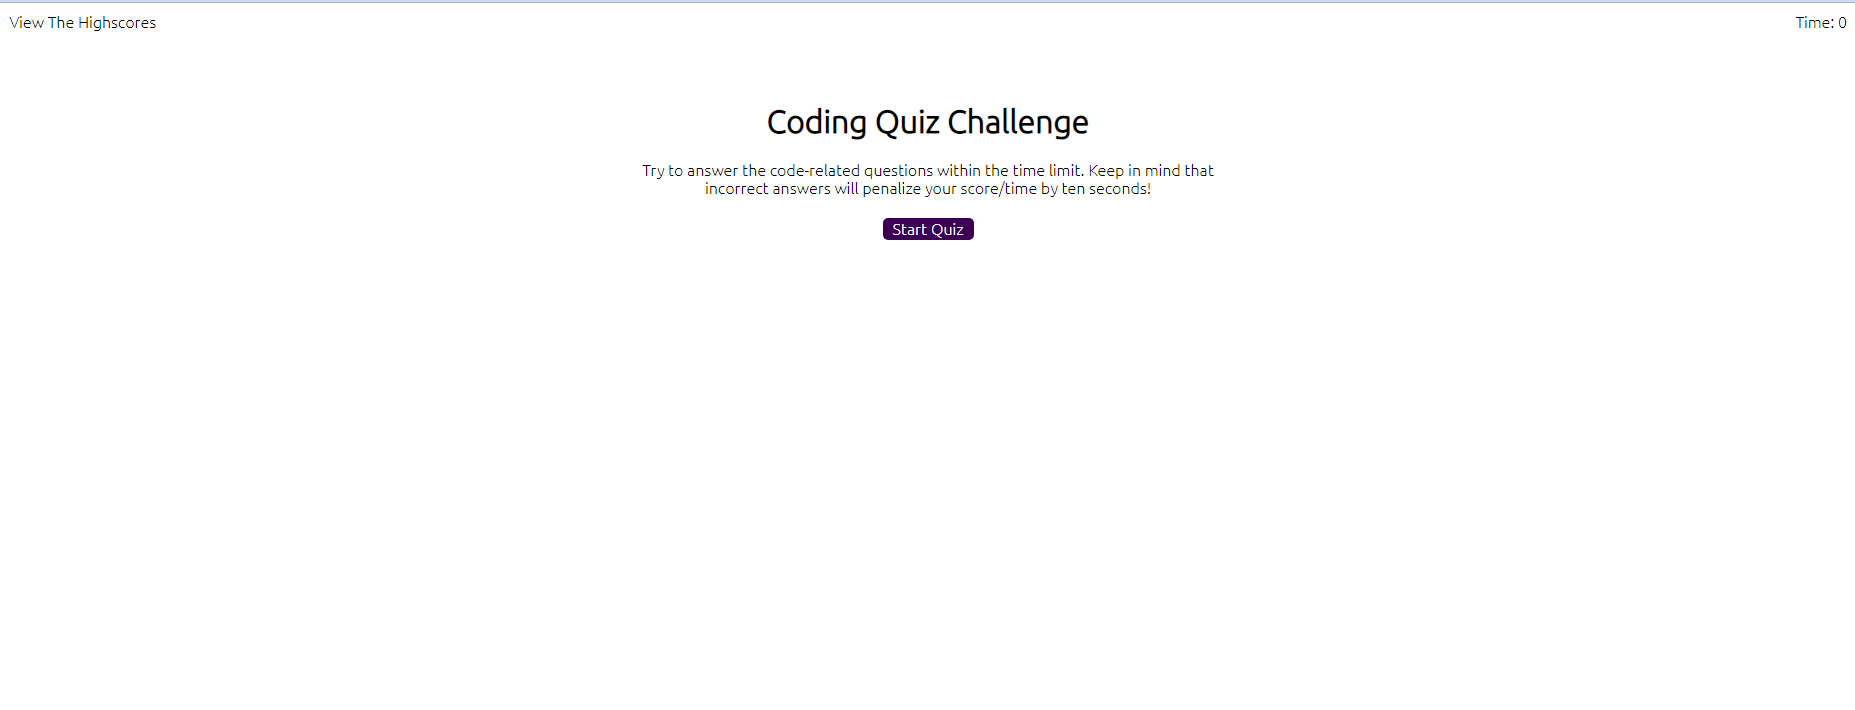 View The Highscores
Time: 0
Coding Quiz Challenge
Try to answer the code-related questions within the time limit. Keep in mind that
incorrect answers will penalize your score/time by ten seconds!
Start Quiz